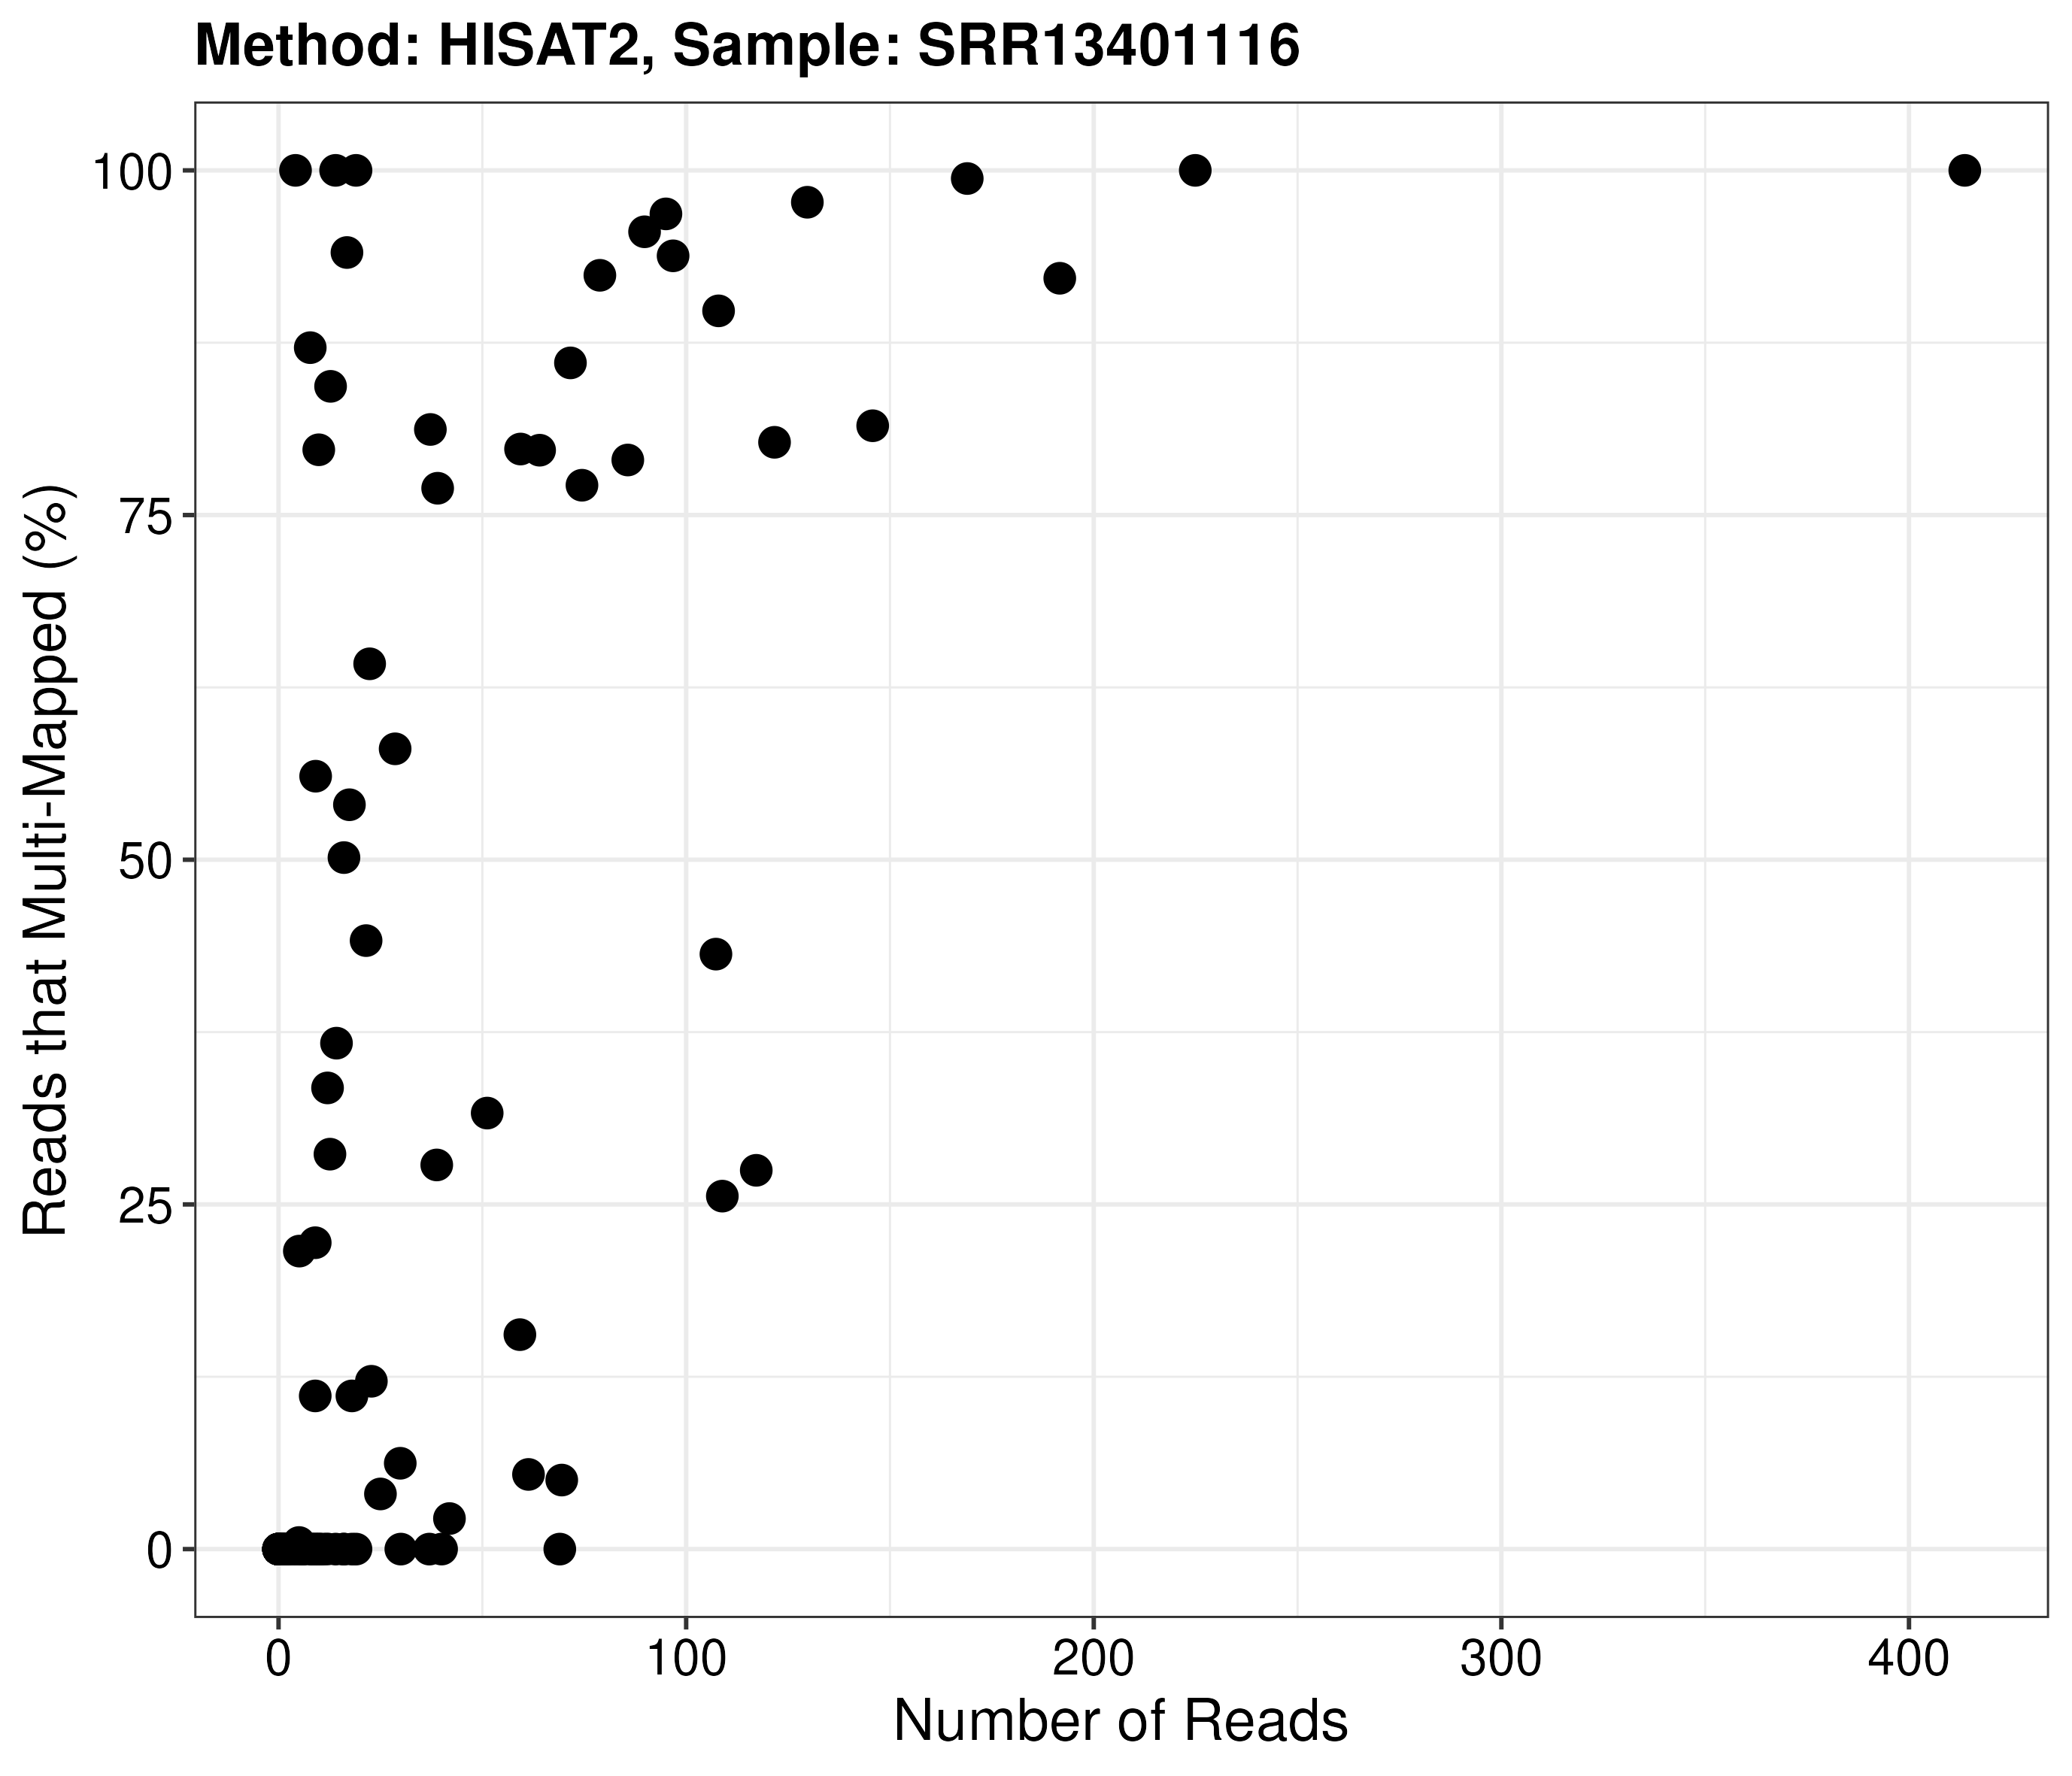 Method: HISAT2, Sample: SRR13401116
Reads that Multi-Mapped (%)
100
75
50
25
0
0 100 200 300 400
Number of Reads